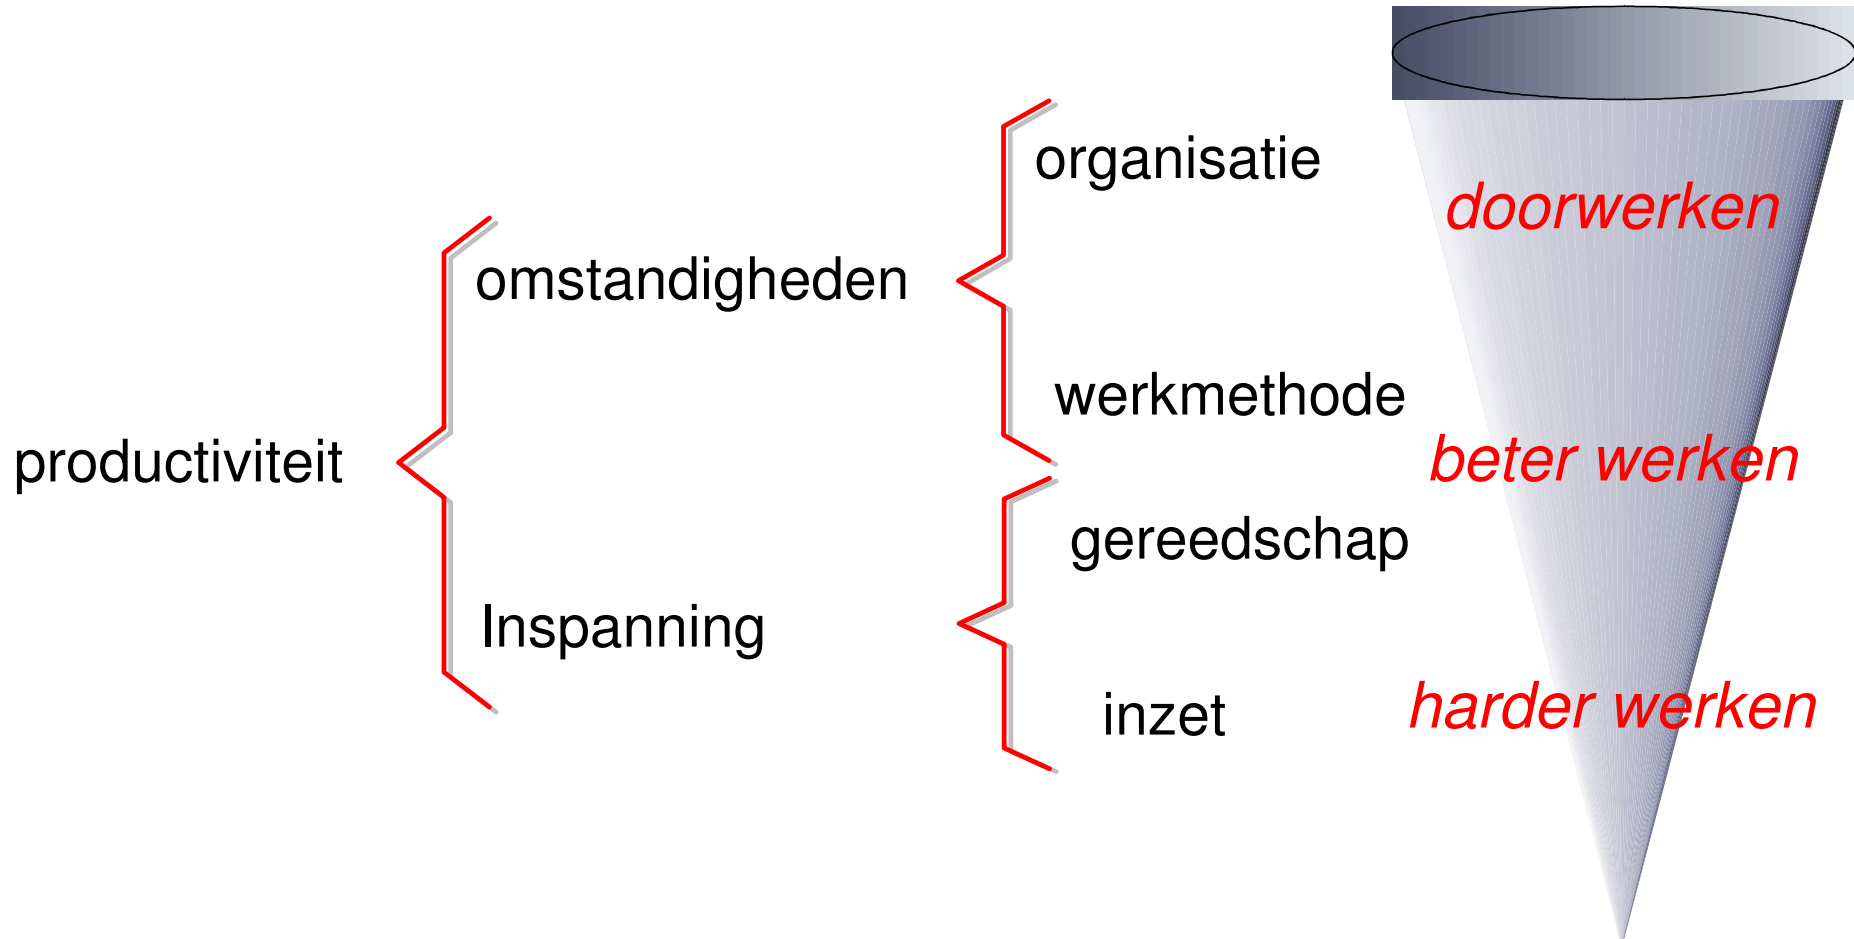 organisatie
doorwerken
omstandigheden
werkmethode
productiviteit
beter werken
gereedschap
Inspanning
inzet
harder werken